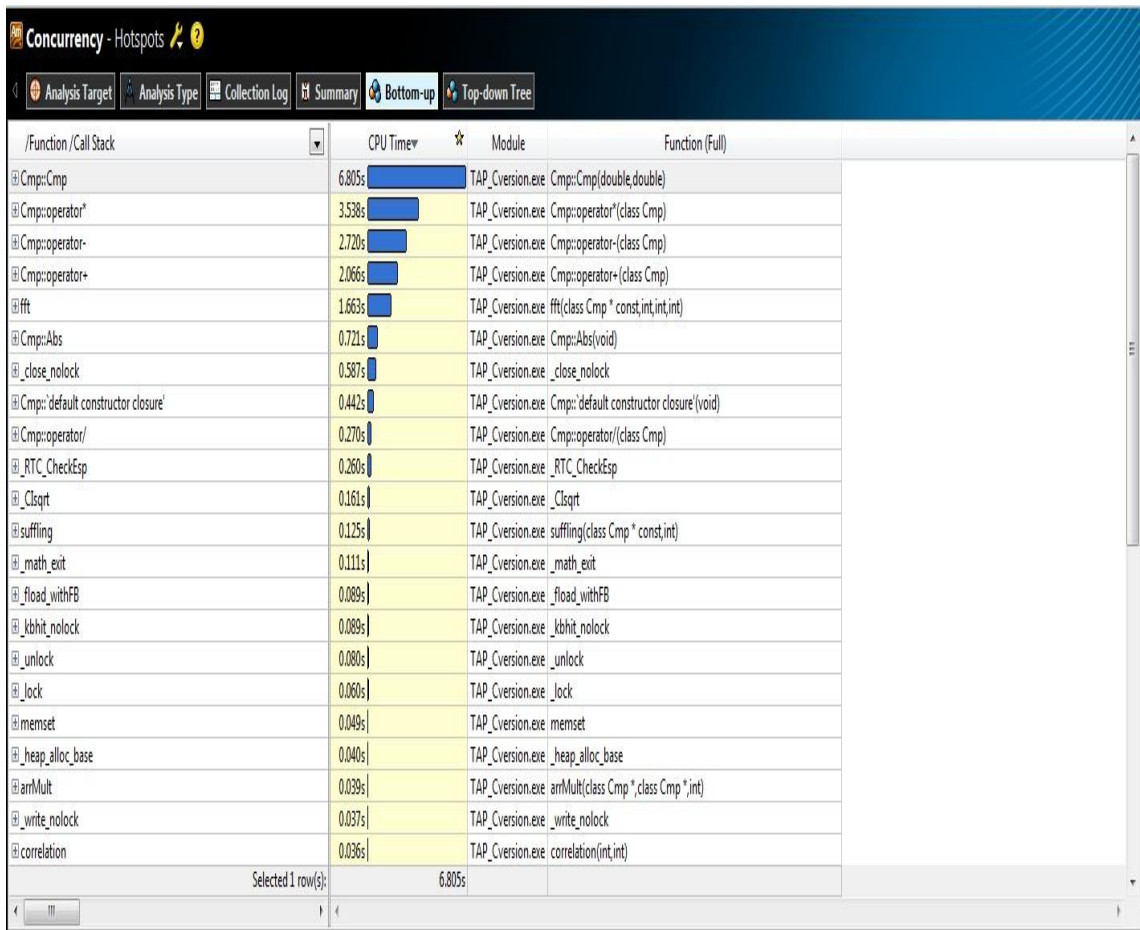 Am Concurrency - Hotspots ?
Analysis Target Analysis Type Collection Log Summary Bottom-up Top-down Tree
/Function /Call Stack CPU Time Module Function (Full)
Cmp::Cmp 6.805s TAP_Cversion.exe Cmp::Cmp(double,double)
Cmp::operator* 3.538s TAP_Cversion.exe Cmp::operator*(class Cmp)
Cmp::operator- 2.720s TAP_Cversion.exe Cmp::operator-(class Cmp)
Cmp::operator+ 2.066s TAP_Cversion.exe Cmp::operator+(class Cmp)
fft 1.663s TAP_Cversion.exe fft(class Cmp * const,int,int,int)
Cmp::Abs 0.721s TAP_Cversion.exe Cmp::Abs(void)
_close_nolock 0.587s TAP_Cversion.exe _close_nolock
Cmp::`default constructor closure' 0.442s TAP_Cversion.exe Cmp::`default constructor closure'(void)
Cmp::operator/ 0.270s TAP_Cversion.exe Cmp::operator/(class Cmp)
_RTC_CheckEsp 0.260s TAP_Cversion.exe _RTC_CheckEsp
_CIsqrt 0.161s TAP_Cversion.exe _CIsqrt
suffling 0.125s TAP_Cversion.exe suffling(class Cmp * const,int)
_math_exit 0.111s TAP_Cversion.exe _math_exit
_fload_withFB 0.089s TAP_Cversion.exe _fload_withFB
_kbhit_nolock 0.089s TAP_Cversion.exe _kbhit_nolock
_unlock 0.080s TAP_Cversion.exe _unlock
_lock 0.060s TAP_Cversion.exe _lock
memset 0.049s TAP_Cversion.exe memset
_heap_alloc_base 0.040s TAP_Cversion.exe _heap_alloc_base
arrMult 0.039s TAP_Cversion.exe arrMult(class Cmp *,class Cmp *,int)
_write_nolock 0.037s TAP_Cversion.exe _write_nolock
correlation 0.036s TAP_Cversion.exe correlation(int,int)
Selected 1 row(s): 6.805s